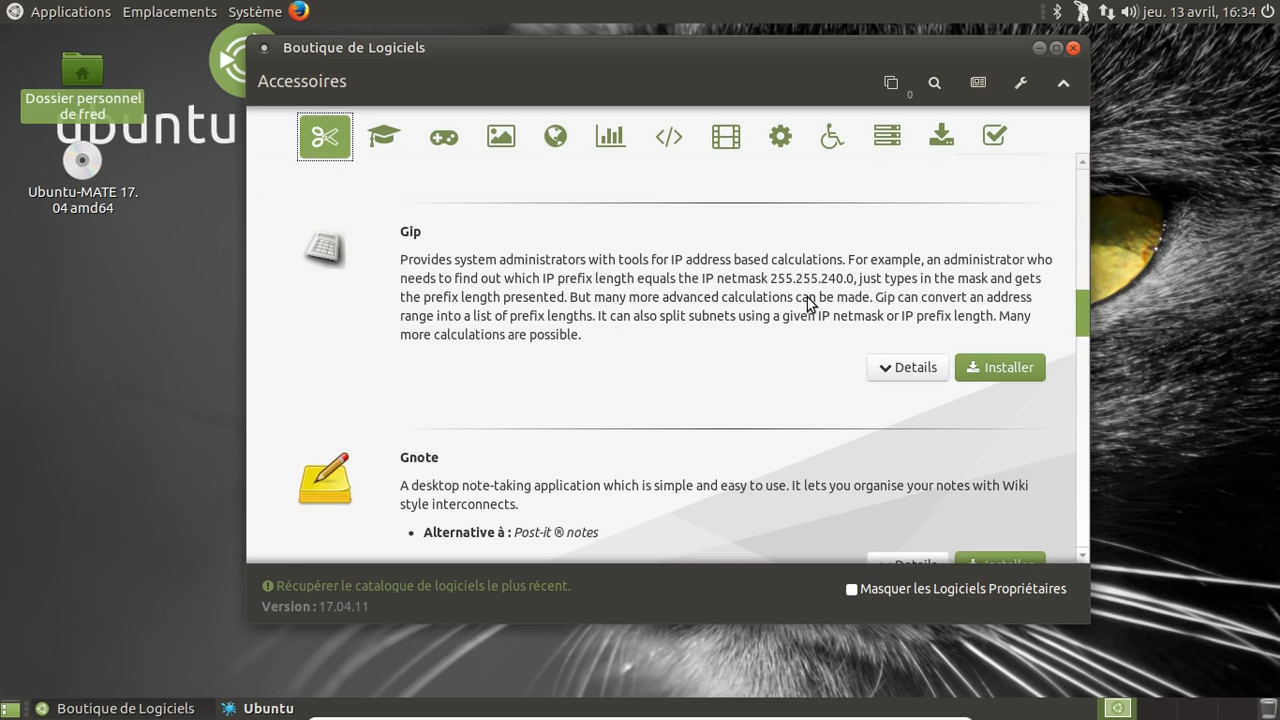 Applications Emplacements Système
jeu. 13 avril, 16:34
Dossier personnel
de fred
ubuntu
Ubuntu-MATE 17.
04 amd64
Boutique de Logiciels
Accessoires
0
Gip
Provides system administrators with tools for IP address based calculations. For example, an administrator who
needs to find out which IP prefix length equals the IP netmask 255.255.240.0, just types in the mask and gets
the prefix length presented. But many more advanced calculations can be made. Gip can convert an address
range into a list of prefix lengths. It can also split subnets using a given IP netmask or IP prefix length. Many
more calculations are possible.
Details Installer
Gnote
A desktop note-taking application which is simple and easy to use. It lets you organise your notes with Wiki
style interconnects.
• Alternative à : Post-it ® notes
Details Installer
Récupérer le catalogue de logiciels le plus récent.
Masquer les Logiciels Propriétaires
Version : 17.04.11
Boutique de Logiciels Ubuntu